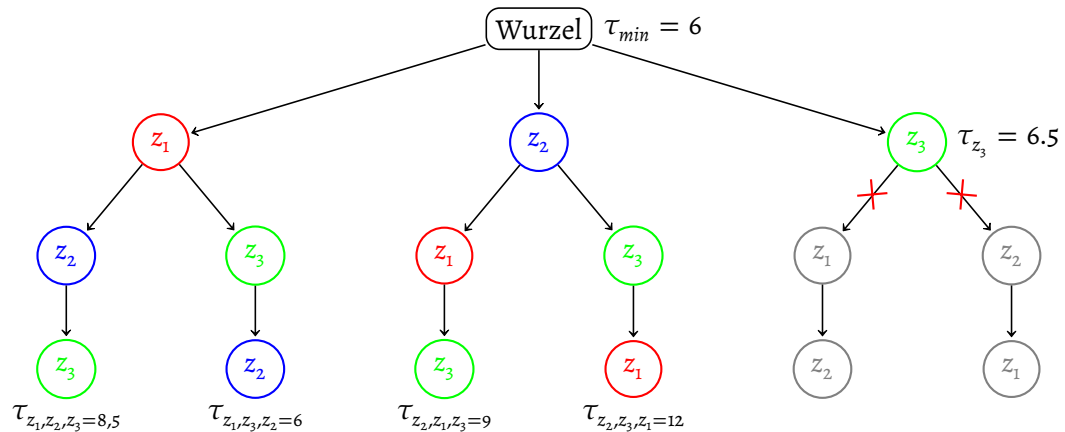 Wurzel τ_min = 6
z₁ z₂ z₃ τ_z₃ = 6.5
z₂ z₃ z₁ z₃ z₁ z₂
z₃ z₂ z₃ z₁ z₂ z₁
τ_z₁,z₂,z₃=8,5 τ_z₁,z₃,z₂=6 τ_z₂,z₁,z₃=9 τ_z₂,z₃,z₁=12